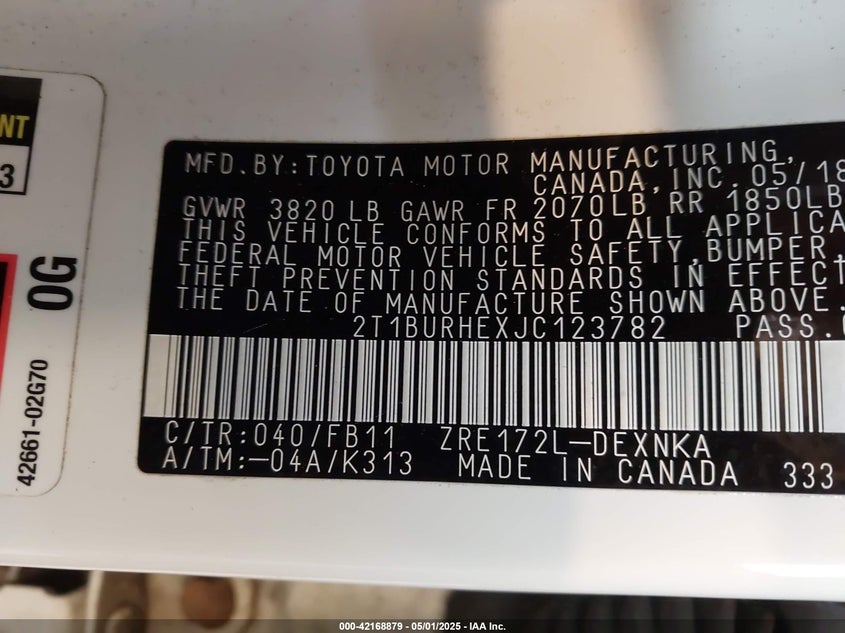 NT
3
0G
42661-02G70
MFD.BY:TOYOTA MOTOR MANUFACTURING,
CANADA,INC.05/18
GVWR 3820 LB GAWR FR 2070LB RR 1850LB
THIS VEHICLE CONFORMS TO ALL APPLICA
FEDERAL MOTOR VEHICLE SAFETY,BUMPER,
THEFT PREVENTION STANDARDS IN EFFECT
THE DATE OF MANUFACTURE SHOWN ABOVE.
2T1BURHEXJC123782 PASS.
C/TR:040/FB11 ZRE172L-DEXNKA
A/TM:-04A/K313 MADE IN CANADA 333
000-42168879 - 05/01/2025 - IAA Inc.